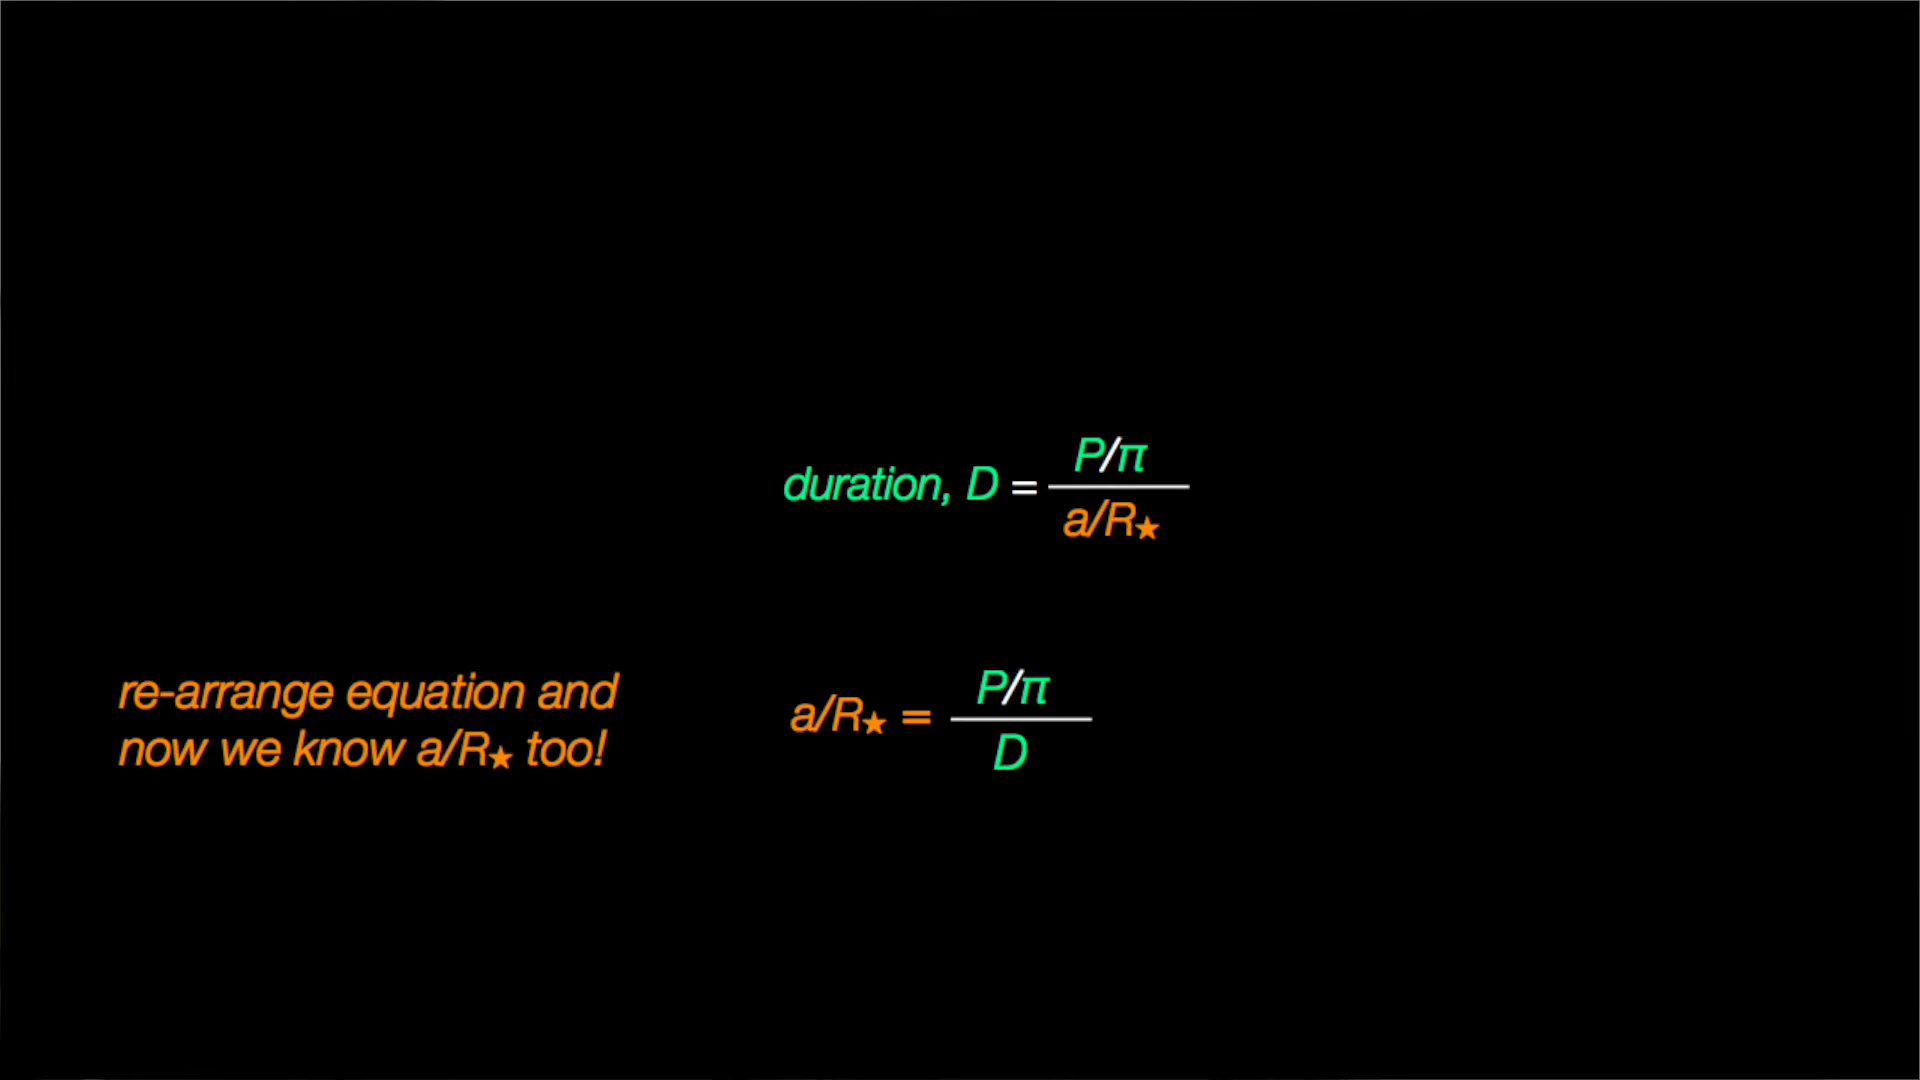 duration, D = P/π
a/R★
re-arrange equation and
now we know a/R★ too!
a/R★ = P/π
D